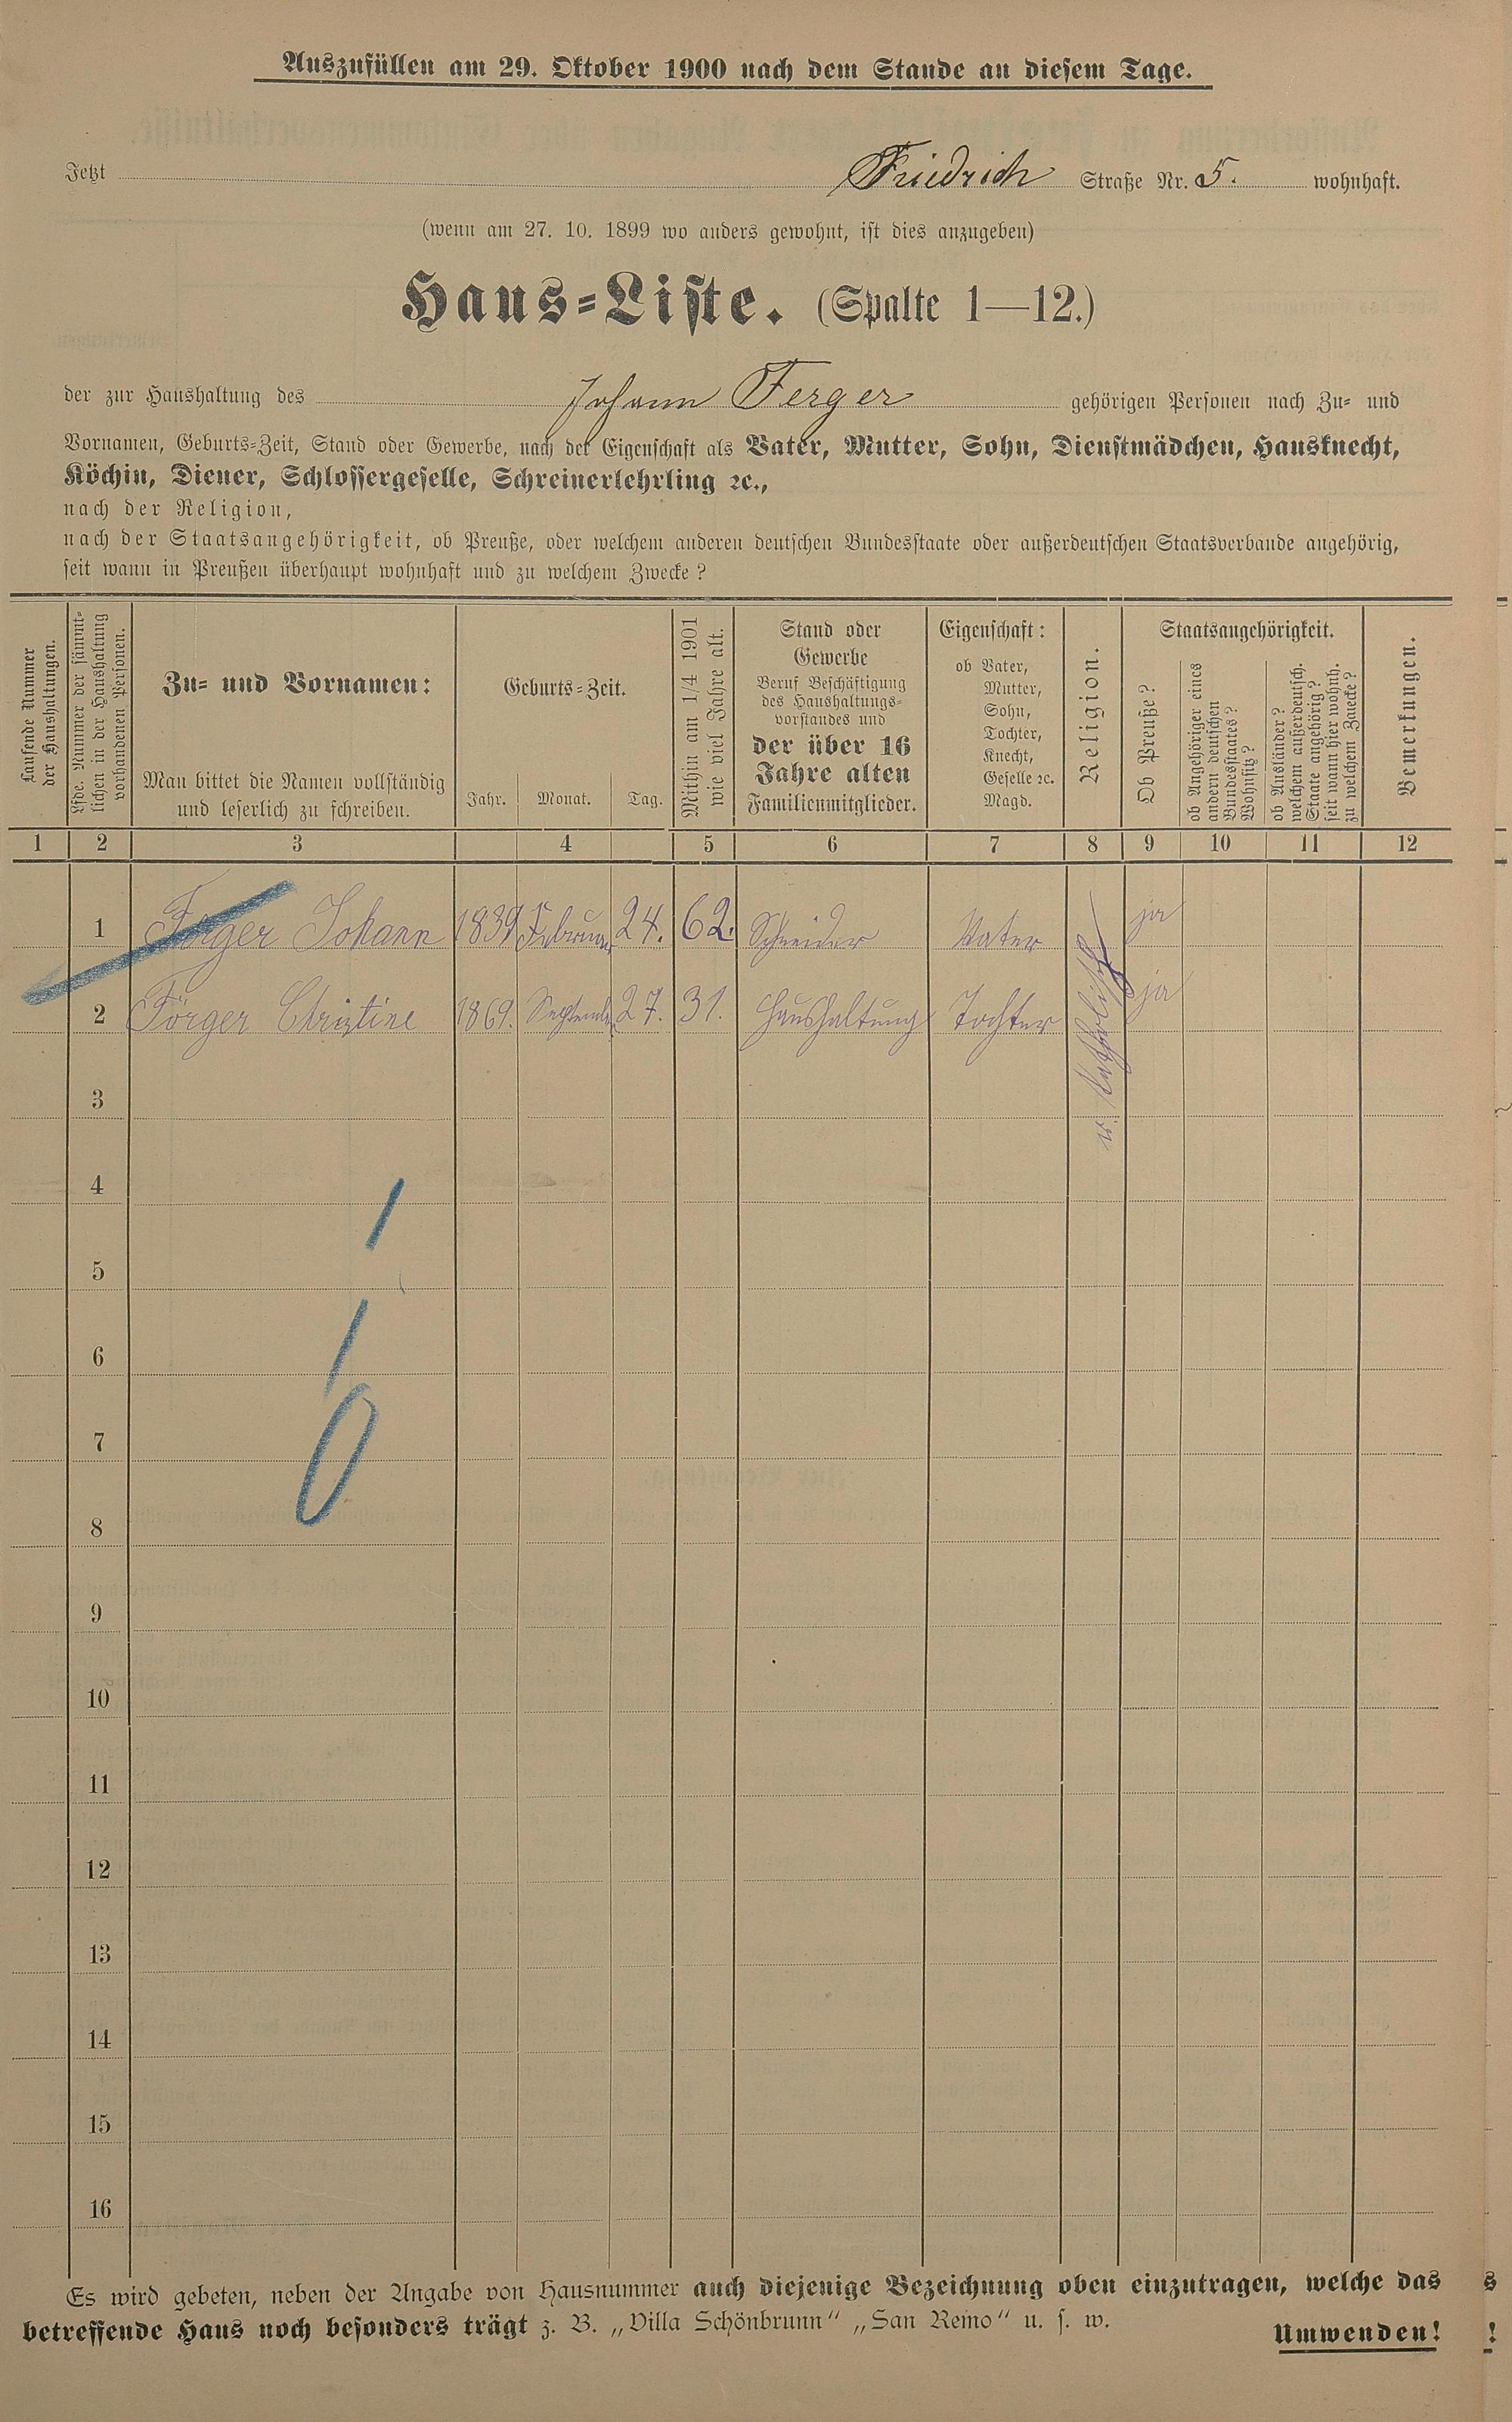 Auszufüllen am 29. Oktober 1900 nach dem Stande an diesem Tage.
Jetzt Friedrich Straße Nr. 5. wohnhaft.
(wenn am 27. 10. 1899 wo anders gewohnt, ist dies anzugeben)
Haus-Liste. (Spalte 1—12.)
der zur Haushaltung des Johann Ferger gehörigen Personen nach Zu- und
Vornamen, Geburts-Zeit, Stand oder Gewerbe, nach der Eigenschaft als Vater, Mutter, Sohn, Dienstmädchen, Hausknecht,
Köchin, Diener, Schlossergeselle, Schreinerlehrling ꝛc.,
nach der Religion,
nach der Staatsangehörigkeit, ob Preuße, oder welchem anderen deutschen Bundesstaate oder außerdeutschen Staatsverbande angehörig,
seit wann in Preußen überhaupt wohnhaft und zu welchem Zwecke?
Laufende Nummer
der Haushaltungen.
Lfde. Nummer der sämmt-
lichen in der Haushaltung
vorhandenen Personen.
Zu- und Vornamen:
Man bittet die Namen vollständig
und leserlich zu schreiben.
Geburts-Zeit.
Jahr. Monat. Tag.
Mithin am 1/4 1901
wie viel Jahre alt.
Stand oder
Gewerbe
Beruf Beschäftigung
des Haushaltungs-
vorstandes und
der über 16
Jahre alten
Familienmitglieder.
Eigenschaft:
ob Vater,
Mutter,
Sohn,
Tochter,
Knecht,
Geselle ꝛc.
Magd.
Religion.
Staatsangehörigkeit.
Ob Preuße?
ob Angehöriger eines
andern deutschen
Bundesstaates?
Wohnsitz?
ob Ausländer?
welchem außerdeutsch.
Staate angehörig?
seit wann hier wohnh.
zu welchem Zwecke?
Bemerkungen.
1 2 3 4 5 6 7 8 9 10 11 12
1 Förger Johann 1839 Februar 24. 62. Schneider Vater ja
2 Förger Christine 1869. September 27. 31. Haushaltung Tochter ja
katholisch
3
4
5
6
7
8
9
10
11
12
13
14
15
16
Es wird gebeten, neben der Angabe von Hausnummer auch diejenige Bezeichnung oben einzutragen, welche das
betreffende Haus noch besonders trägt z. B. „Villa Schönbrunn“ „San Remo“ u. s. w.
Umwenden!